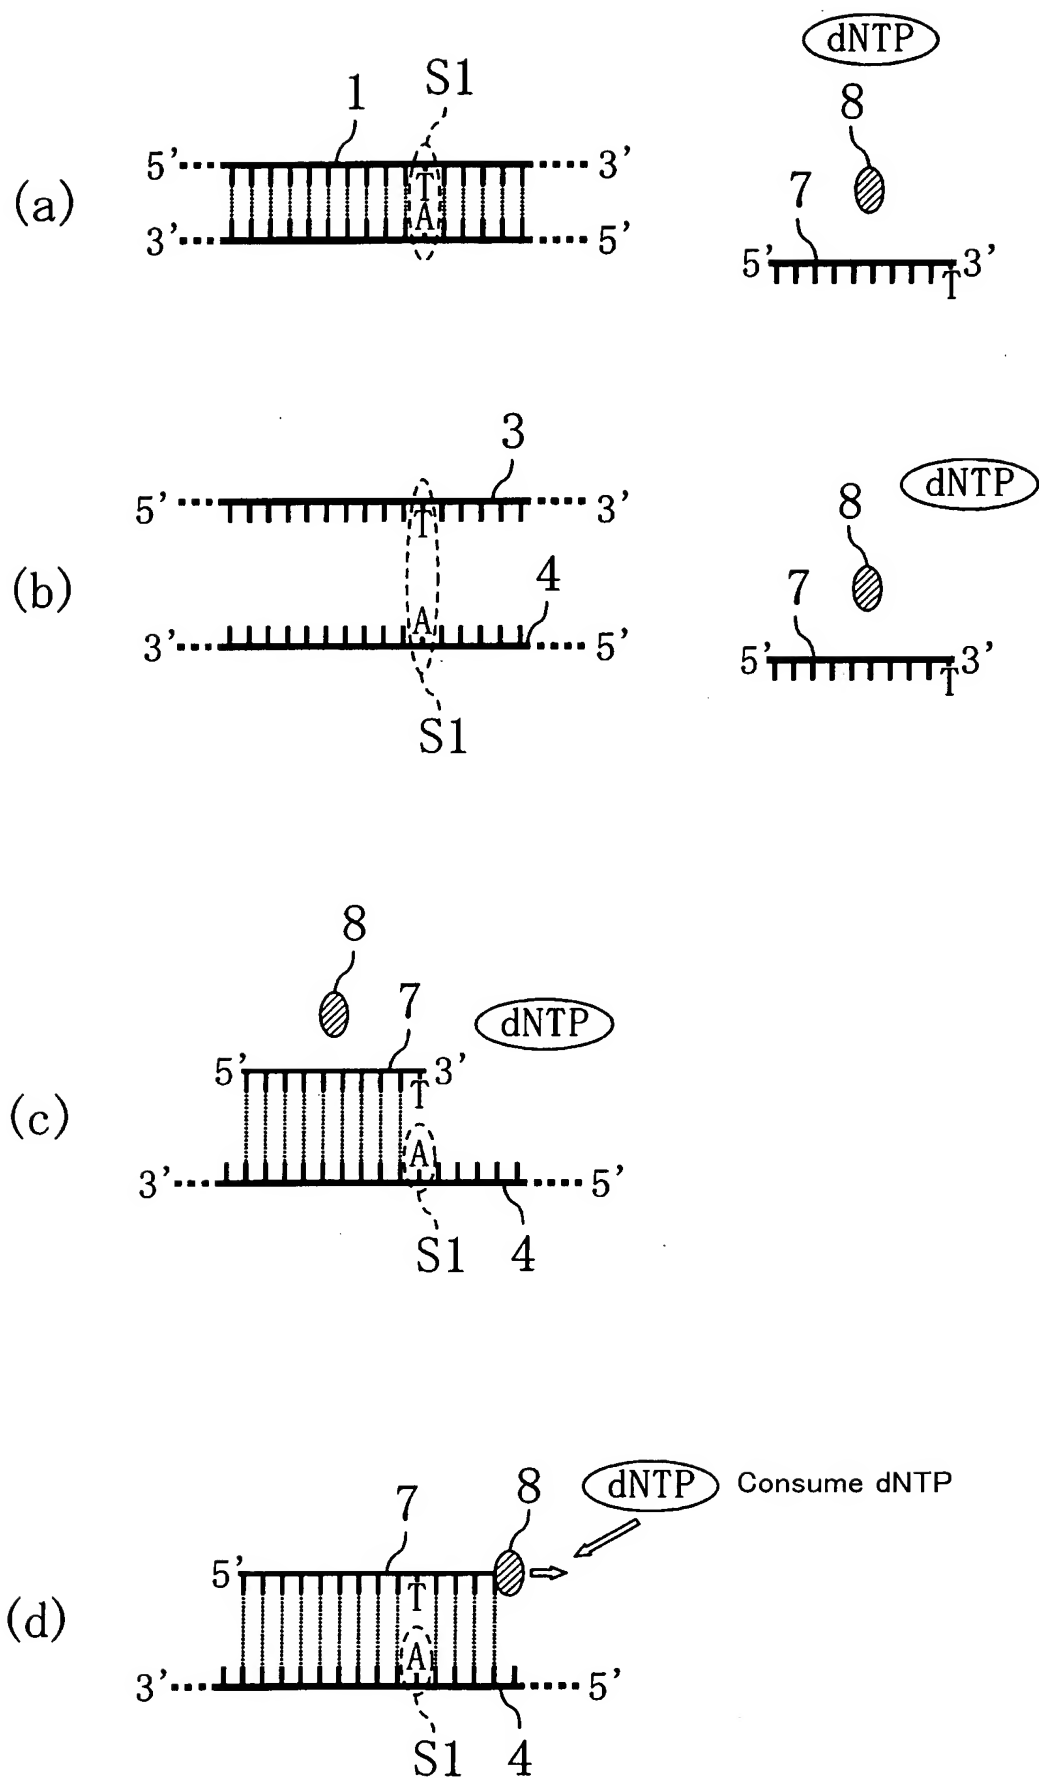 dNTP
S1
1
8
5' 3'
(a)
T
A
7
3' 5'
5' 3'
T
3
dNTP
8
5' 3'
T
(b)
4
7
A
3' 5'
5' 3'
T
S1
8
7
dNTP
5' 3'
T
(c)
A
3' 5'
S1 4
dNTP Consume dNTP
8
7
5'
T
(d)
A
3' 5'
S1 4